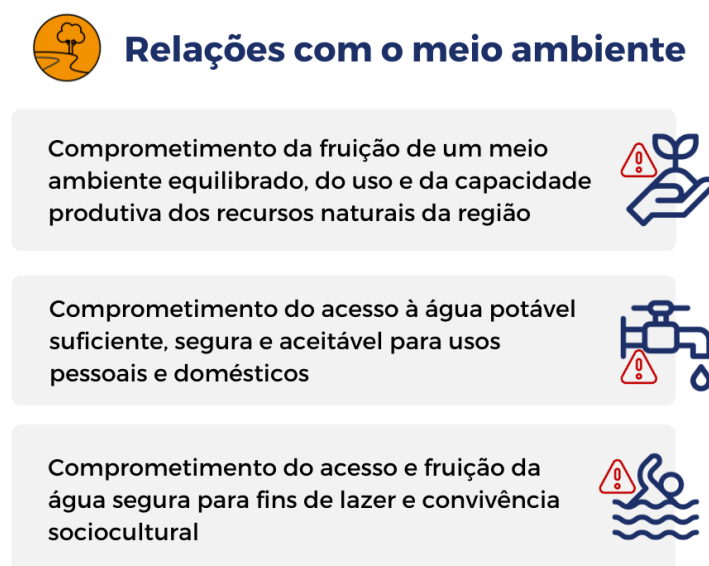 Relações com o meio ambiente
Comprometimento da fruição de um meio
ambiente equilibrado, do uso e da capacidade
produtiva dos recursos naturais da região
Comprometimento do acesso à água potável
suficiente, segura e aceitável para usos
pessoais e domésticos
Comprometimento do acesso e fruição da
água segura para fins de lazer e convivência
sociocultural